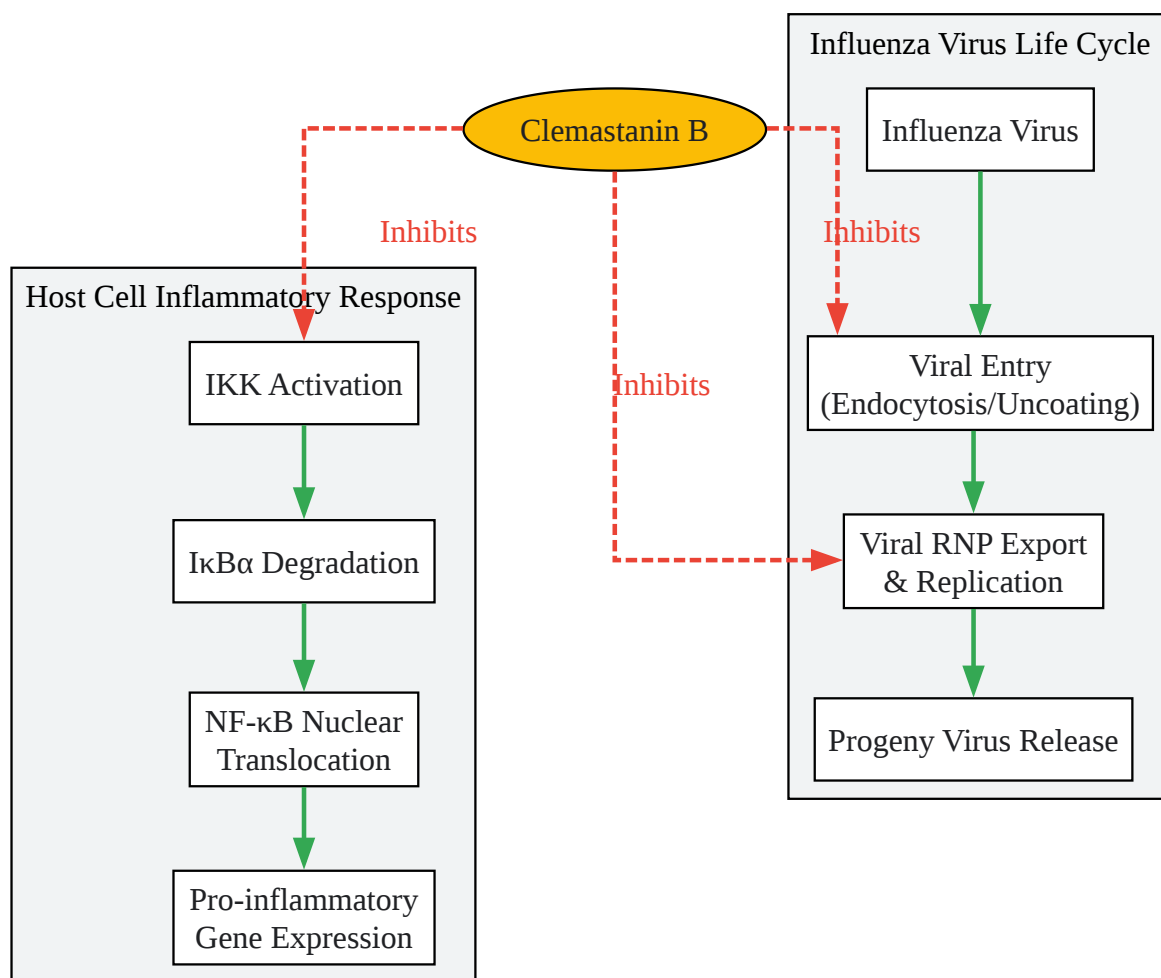 Influenza Virus Life Cycle
Clemastanin B
Influenza Virus
Inhibits
Inhibits
Host Cell Inflammatory Response
IKK Activation
Inhibits
Viral Entry
(Endocytosis/Uncoating)
IκBα Degradation
Viral RNP Export
& Replication
NF-κB Nuclear
Translocation
Progeny Virus Release
Pro-inflammatory
Gene Expression